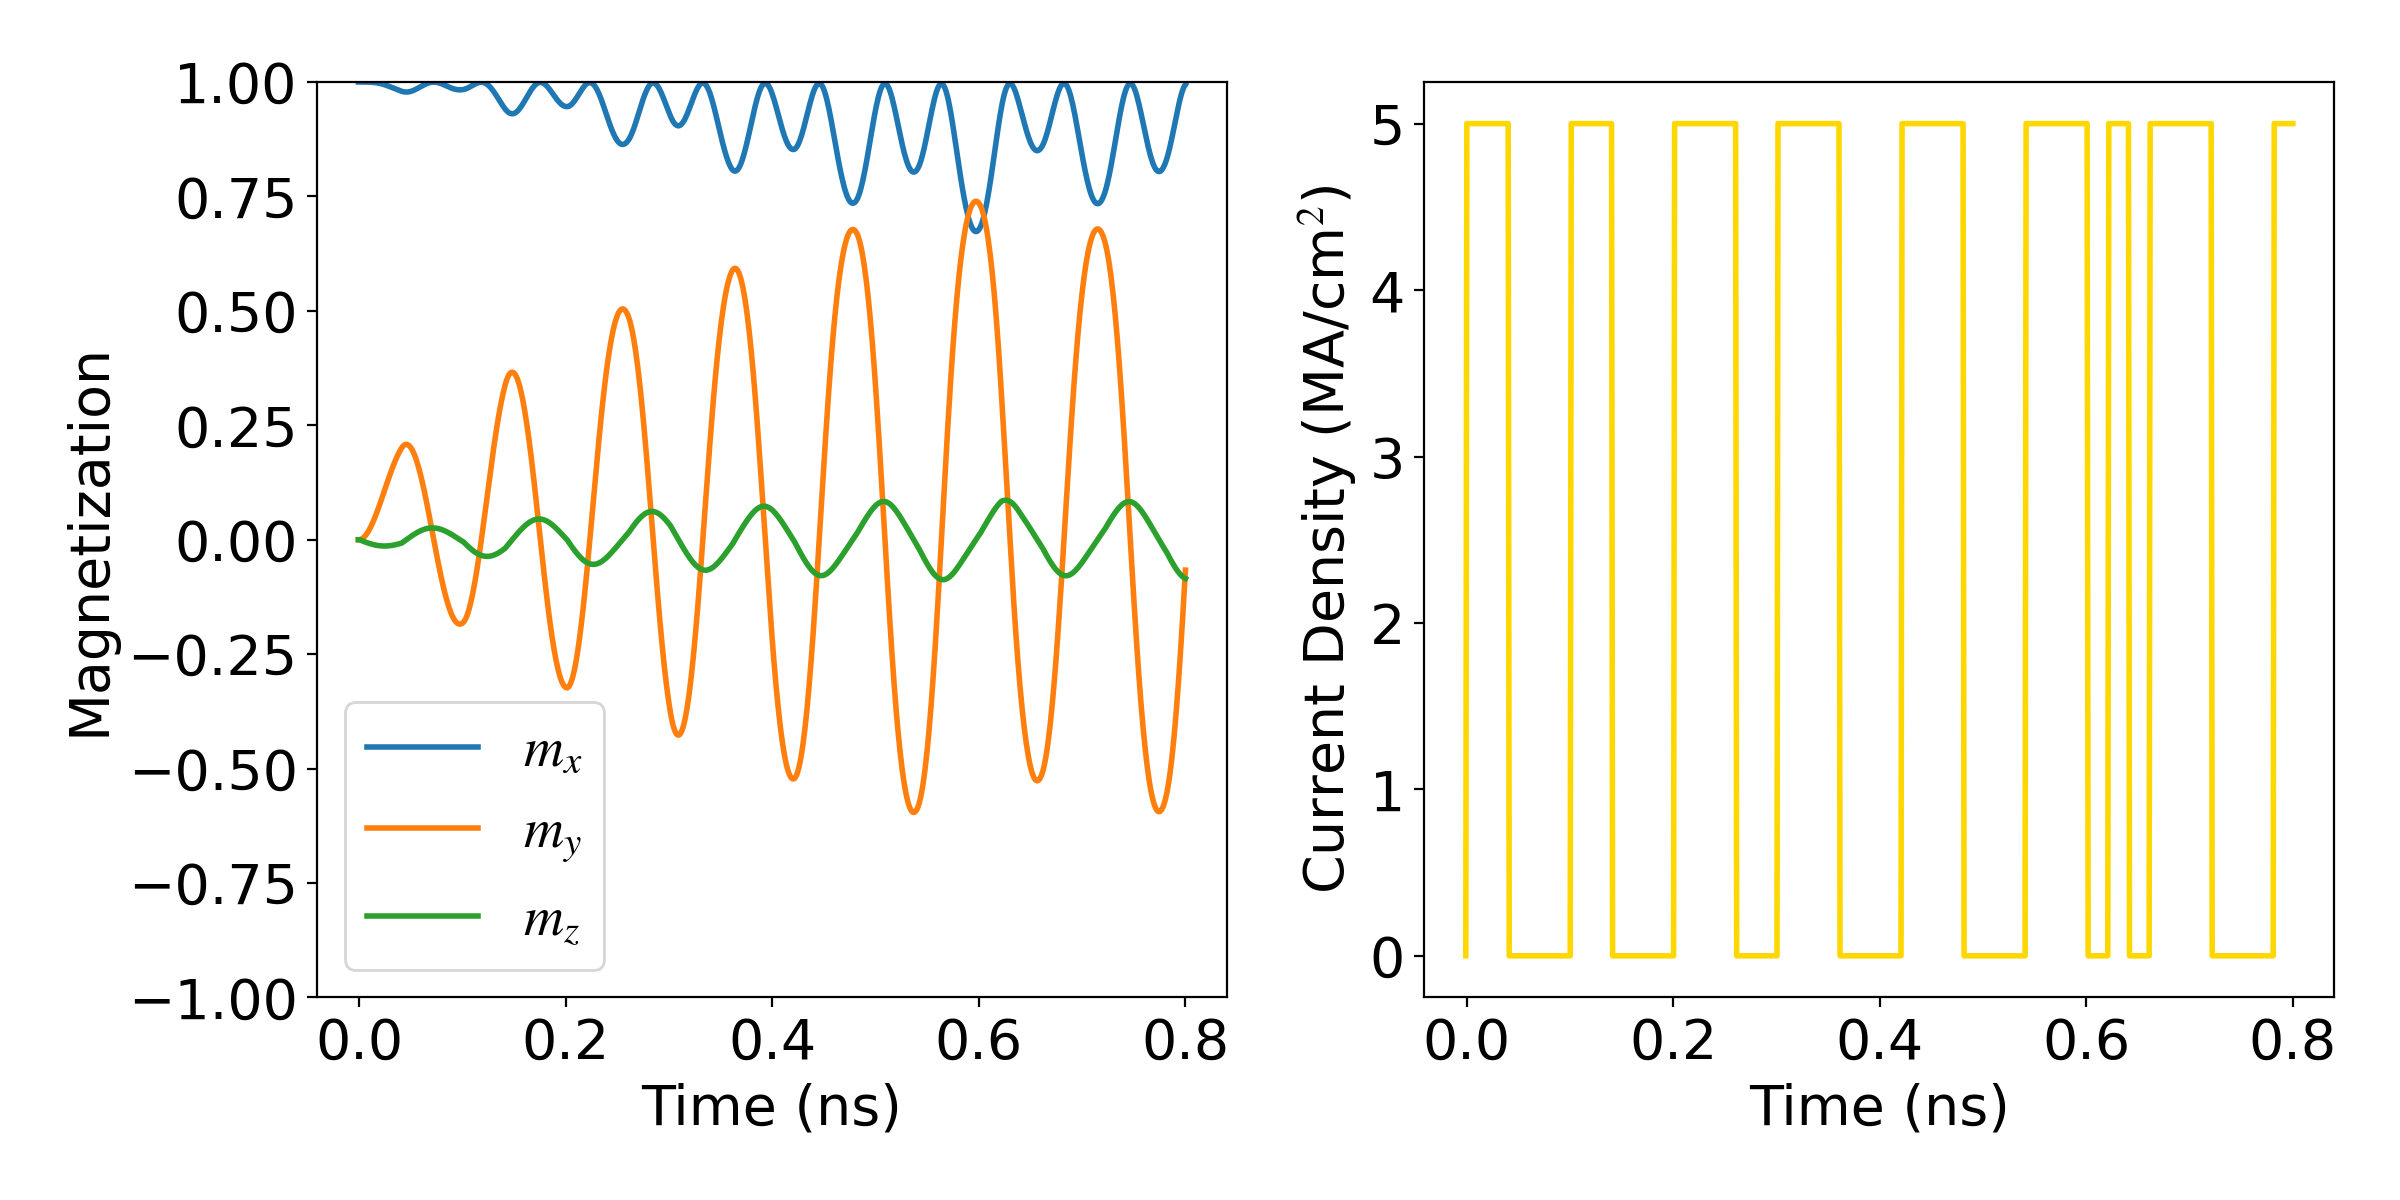 1.00
0.75
0.50
0.25
0.00
−0.25
−0.50
−0.75
−1.00
Magnetization
m_x
m_y
m_z
0.0 0.2 0.4 0.6 0.8
Time (ns)
5
4
3
2
1
0
Current Density (MA/cm²)
0.0 0.2 0.4 0.6 0.8
Time (ns)